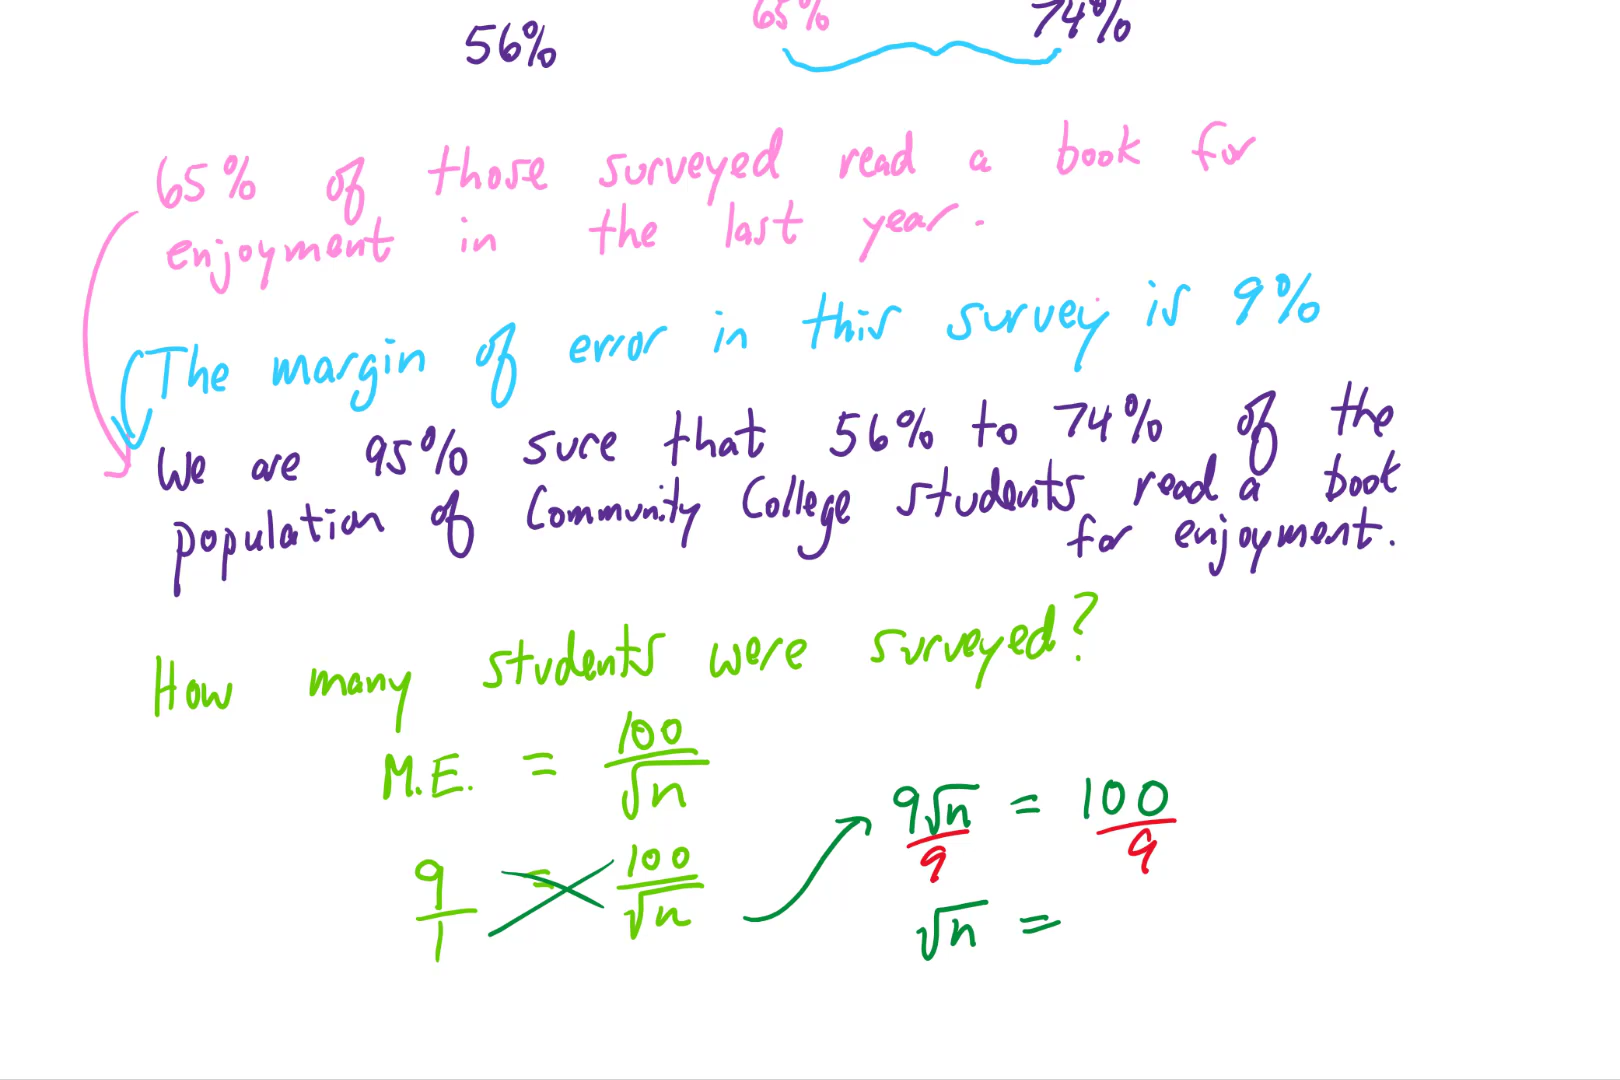 56% 65% 74%
65% of those surveyed read a book for
enjoyment in the last year.
The margin of error in this survey is 9%
We are 95% sure that 56% to 74% of the
population of Community College students read a book
for enjoyment.
How many students were surveyed?
M.E. = 100/√n
9/1 = 100/√n
9√n/9 = 100/9
√n =